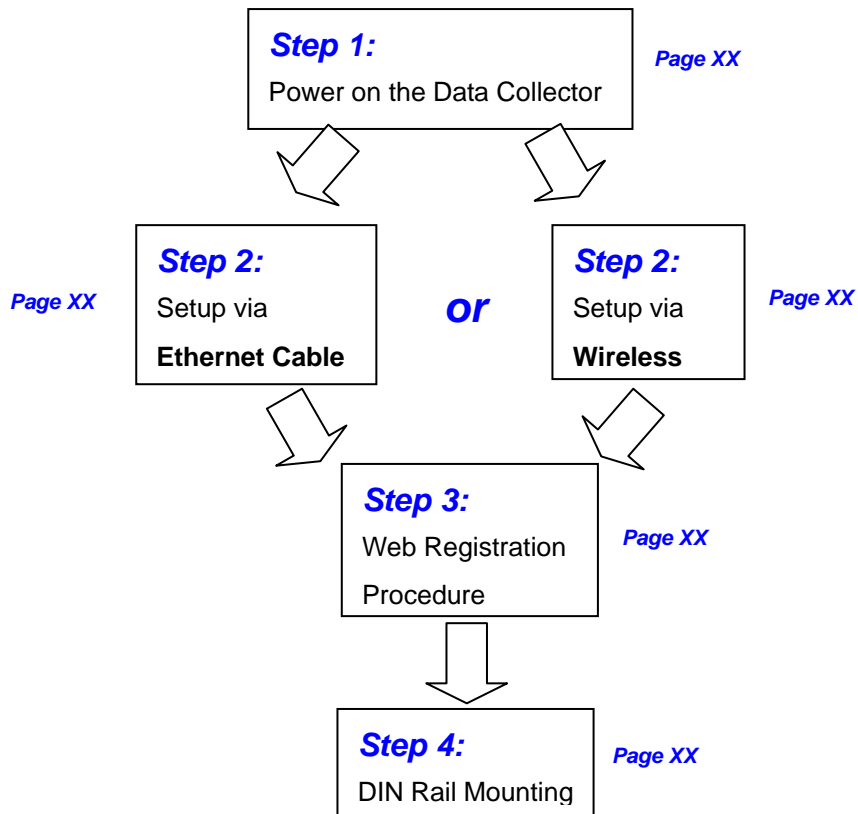 Step 1:
Page XX
Power on the Data Collector
Step 2:
Setup via
Ethernet Cable
Page XX
or
Step 2:
Setup via
Wireless
Page XX
Step 3:
Web Registration
Procedure
Page XX
Step 4:
DIN Rail Mounting
Page XX